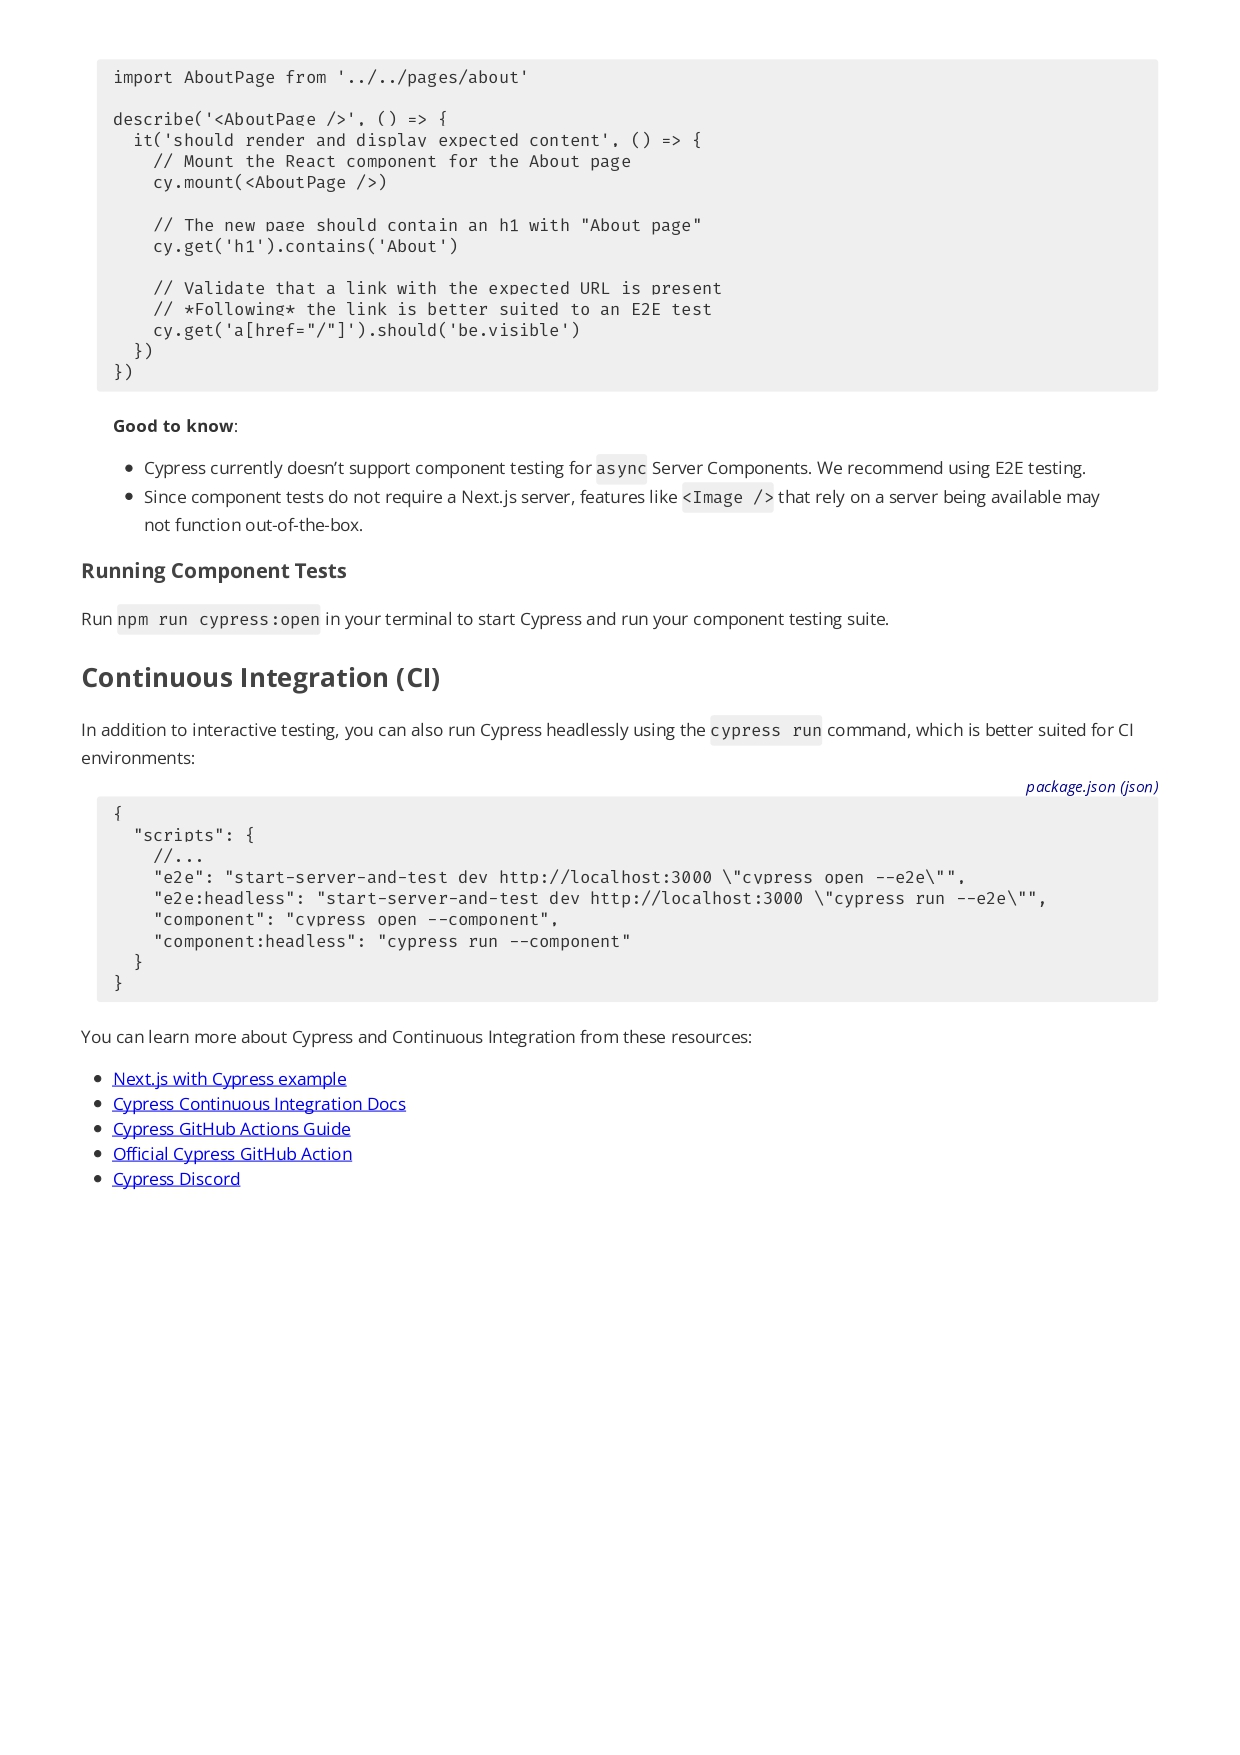 import AboutPage from '../../pages/about'

describe('<AboutPage />', () => {
  it('should render and display expected content', () => {
    // Mount the React component for the About page
    cy.mount(<AboutPage />)

    // The new page should contain an h1 with "About page"
    cy.get('h1').contains('About')

    // Validate that a link with the expected URL is present
    // *Following* the link is better suited to an E2E test
    cy.get('a[href="/"]').should('be.visible')
  })
})
Good to know:
• Cypress currently doesn’t support component testing for async Server Components. We recommend using E2E testing.
• Since component tests do not require a Next.js server, features like <Image /> that rely on a server being available may
not function out-of-the-box.
Running Component Tests
Run npm run cypress:open in your terminal to start Cypress and run your component testing suite.
Continuous Integration (CI)
In addition to interactive testing, you can also run Cypress headlessly using the cypress run command, which is better suited for CI
environments:
package.json (json)
{
  "scripts": {
    //...
    "e2e": "start-server-and-test dev http://localhost:3000 \"cypress open --e2e\"",
    "e2e:headless": "start-server-and-test dev http://localhost:3000 \"cypress run --e2e\"",
    "component": "cypress open --component",
    "component:headless": "cypress run --component"
  }
}
You can learn more about Cypress and Continuous Integration from these resources:
• Next.js with Cypress example
• Cypress Continuous Integration Docs
• Cypress GitHub Actions Guide
• Official Cypress GitHub Action
• Cypress Discord